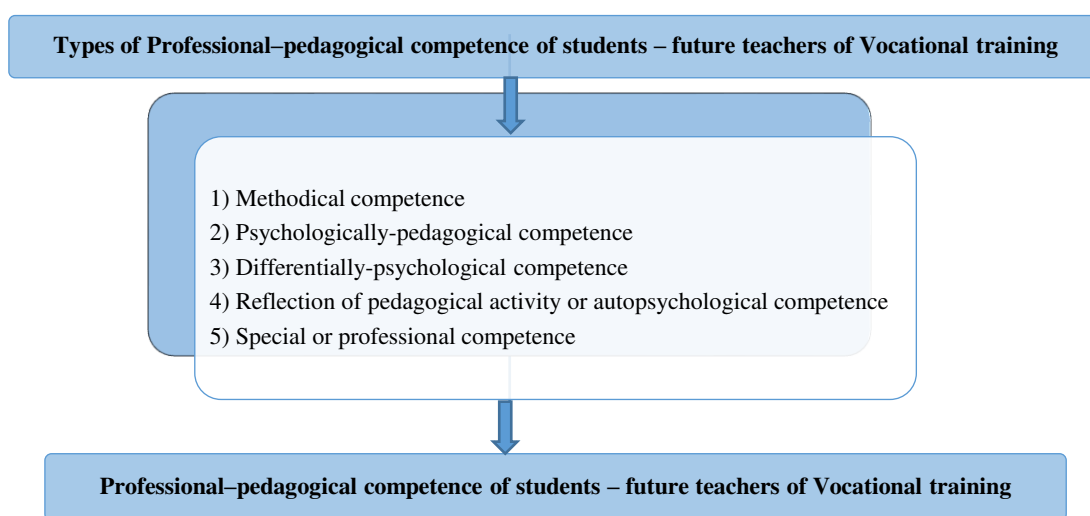 Types of Professional–pedagogical competence of students – future teachers of Vocational training
1) Methodical competence
2) Psychologically-pedagogical competence
3) Differentially-psychological competence
4) Reflection of pedagogical activity or autopsychological competence
5) Special or professional competence
Professional–pedagogical competence of students – future teachers of Vocational training